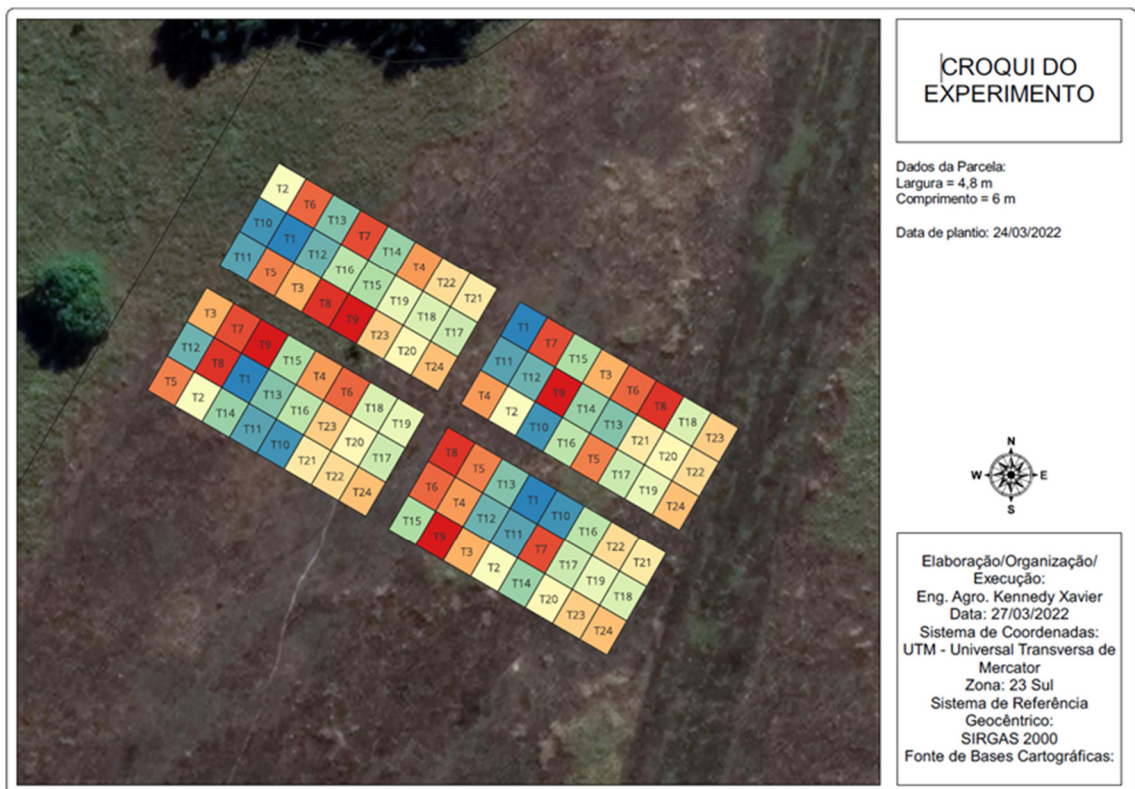 T2 T6 T13 T7 T14 T4 T22 T21
T10 T1 T12 T16 T15 T19 T18 T17
T11 T5 T3 T8 T9 T23 T20 T24
T3 T7 T9 T15 T4 T6 T18 T19
T12 T8 T1 T13 T16 T23 T20 T17
T5 T2 T14 T11 T10 T21 T22 T24
T1 T7 T15 T3 T6 T8 T18 T23
T11 T12 T9 T14 T13 T21 T20 T22
T4 T2 T10 T16 T5 T17 T19 T24
T8 T5 T13 T1 T10 T16 T22 T21
T6 T4 T12 T11 T7 T17 T19 T18
T15 T9 T3 T2 T14 T20 T23 T24
CROQUI DO
EXPERIMENTO
Dados da Parcela:
Largura = 4,8 m
Comprimento = 6 m
Data de plantio: 24/03/2022
N
W E
S
Elaboração/Organização/
Execução:
Eng. Agro. Kennedy Xavier
Data: 27/03/2022
Sistema de Coordenadas:
UTM - Universal Transversa de
Mercator
Zona: 23 Sul
Sistema de Referência
Geocêntrico:
SIRGAS 2000
Fonte de Bases Cartográficas: